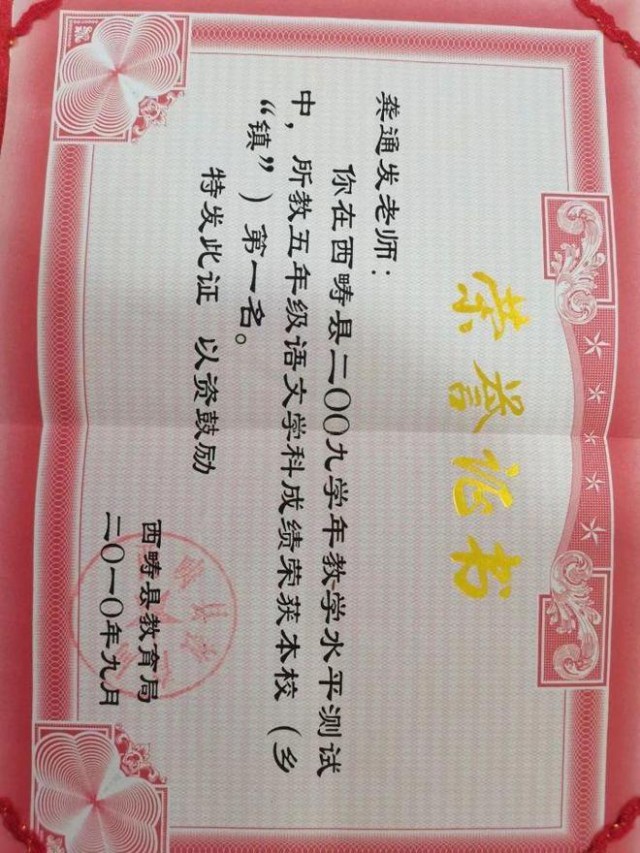 荣誉证书
龚通发老师：
你在西畴县二〇〇九学年教学水平测试
中，所教五年级语文学科成绩荣获本校（乡
“镇”）第一名。
特发此证 以资鼓励
西畴县教育局
二〇一〇年九月